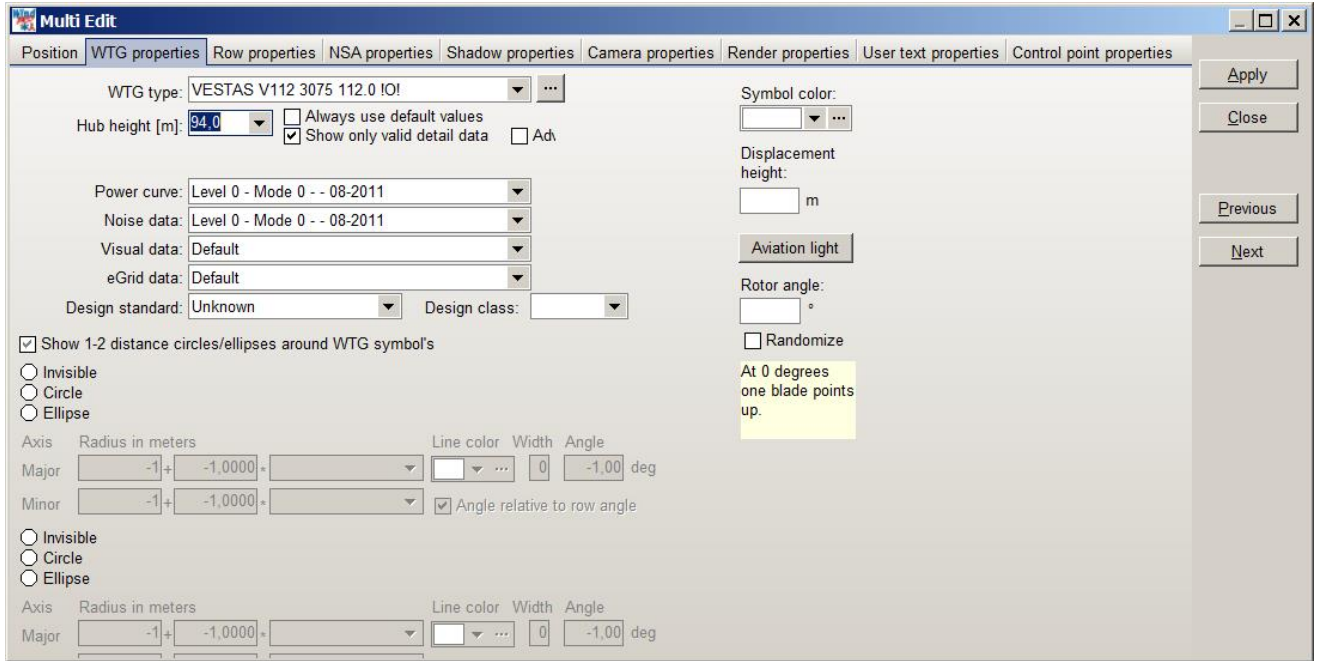 Multi Edit
Position WTG properties Row properties NSA properties Shadow properties Camera properties Render properties User text properties Control point properties
WTG type: VESTAS V112 3075 112.0 !O! ...
Hub height [m]: 94,0
Always use default values
Show only valid detail data Adv
Power curve: Level 0 - Mode 0 - - 08-2011
Noise data: Level 0 - Mode 0 - - 08-2011
Visual data: Default
eGrid data: Default
Design standard: Unknown Design class:
Show 1-2 distance circles/ellipses around WTG symbol's
Invisible
Circle
Ellipse
Axis Radius in meters Line color Width Angle
Major -1 + -1,0000 * ... 0 -1,00 deg
Minor -1 + -1,0000 * Angle relative to row angle
Invisible
Circle
Ellipse
Axis Radius in meters Line color Width Angle
Major -1 + -1,0000 * ... 0 -1,00 deg
Symbol color:
...
Displacement
height:
m
Aviation light
Rotor angle:
°
Randomize
At 0 degrees
one blade points
up.
Apply
Close
Previous
Next